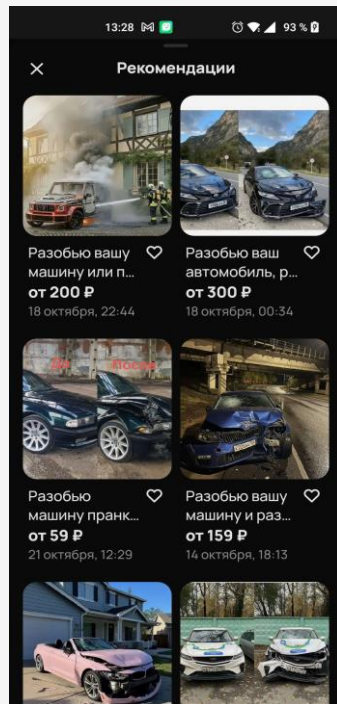 13:28
93 %
Рекомендации
Разобью вашу
машину или п...
от 200 ₽
18 октября, 22:44
Разобью ваш
автомобиль, р...
от 300 ₽
18 октября, 00:34
До После
Разобью
машину пранк...
от 59 ₽
21 октября, 12:29
Разобью вашу
машину и раз...
от 159 ₽
14 октября, 18:13